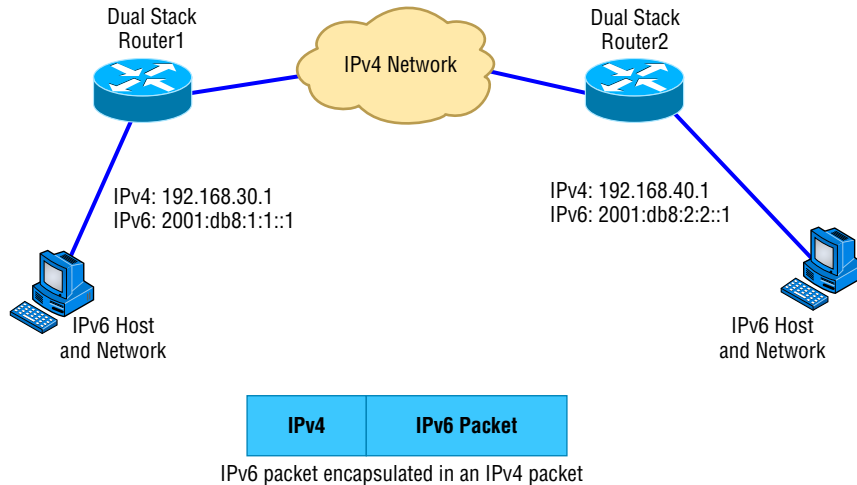 Dual Stack
Router1
Dual Stack
Router2
IPv4 Network
IPv4: 192.168.30.1
IPv6: 2001:db8:1:1::1
IPv4: 192.168.40.1
IPv6: 2001:db8:2:2::1
IPv6 Host
and Network
IPv6 Host
and Network
IPv4
IPv6 Packet
IPv6 packet encapsulated in an IPv4 packet